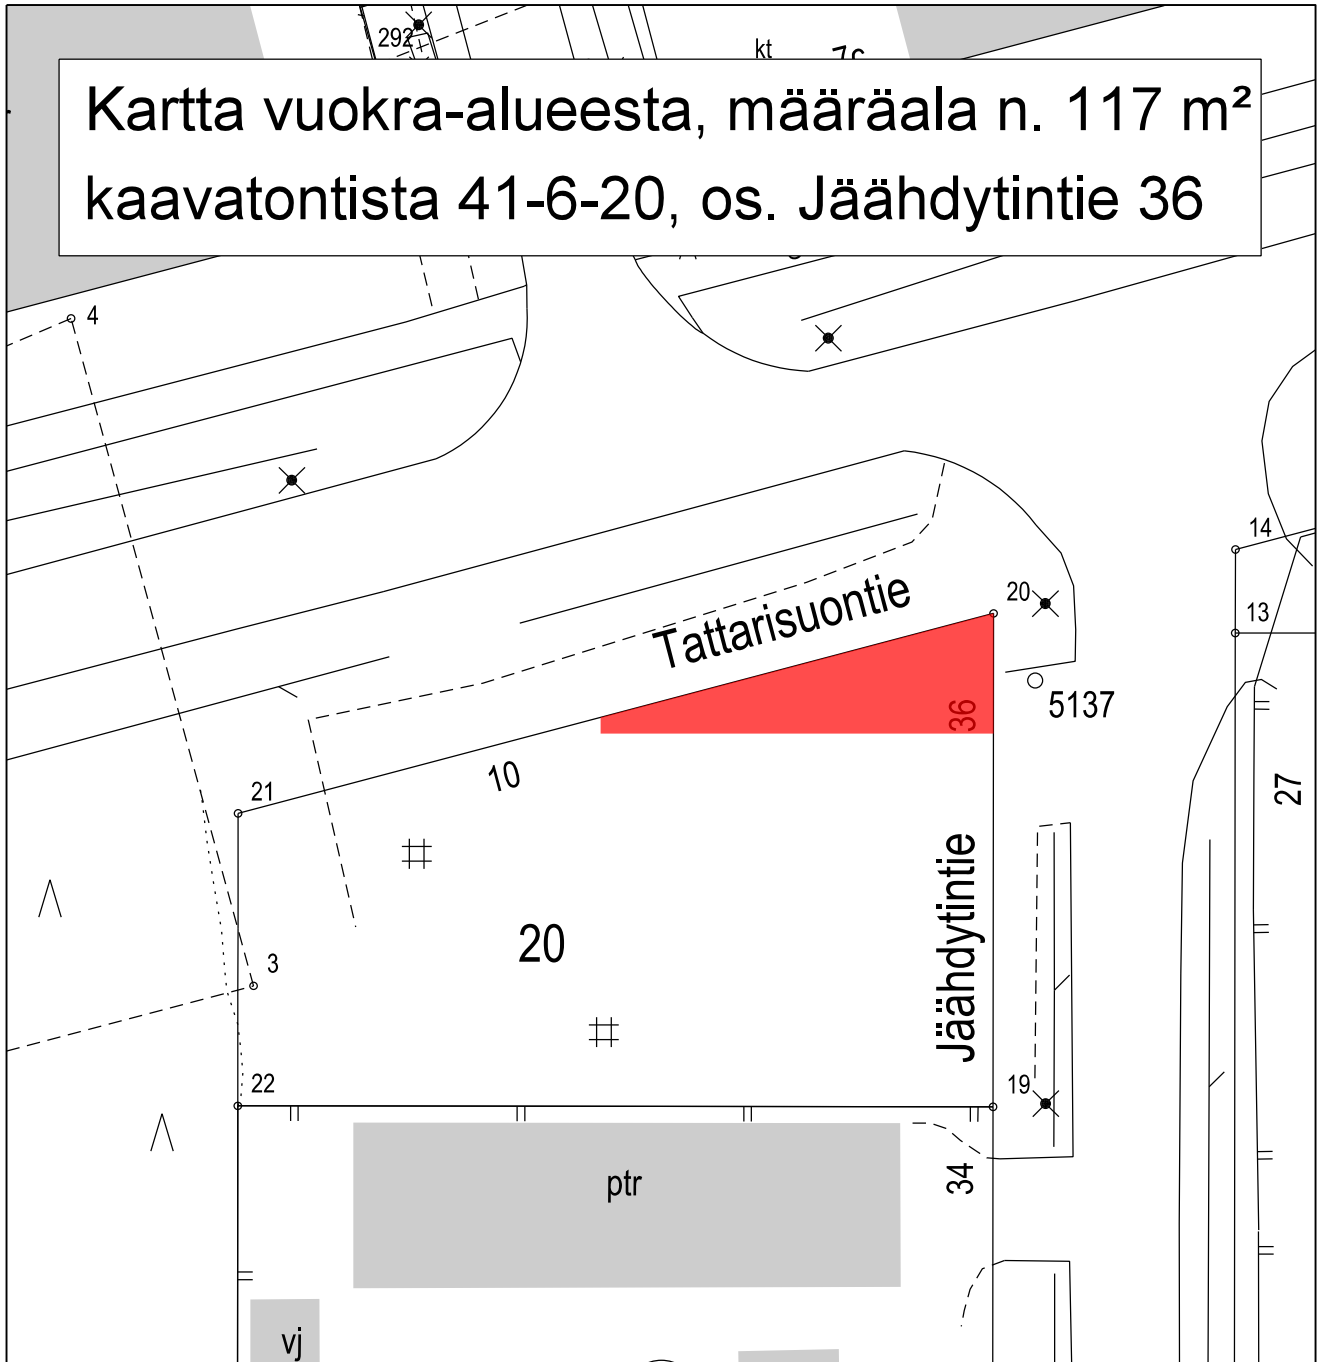 292
kt
Kartta vuokra-alueesta, määräala n. 117 m²
kaavatontista 41-6-20, os. Jäähdytintie 36
4
14
13
20
Tattarisuontie
36
5137
10
21
27
20
Jäähdytintie
3
22
19
34
ptr
vj